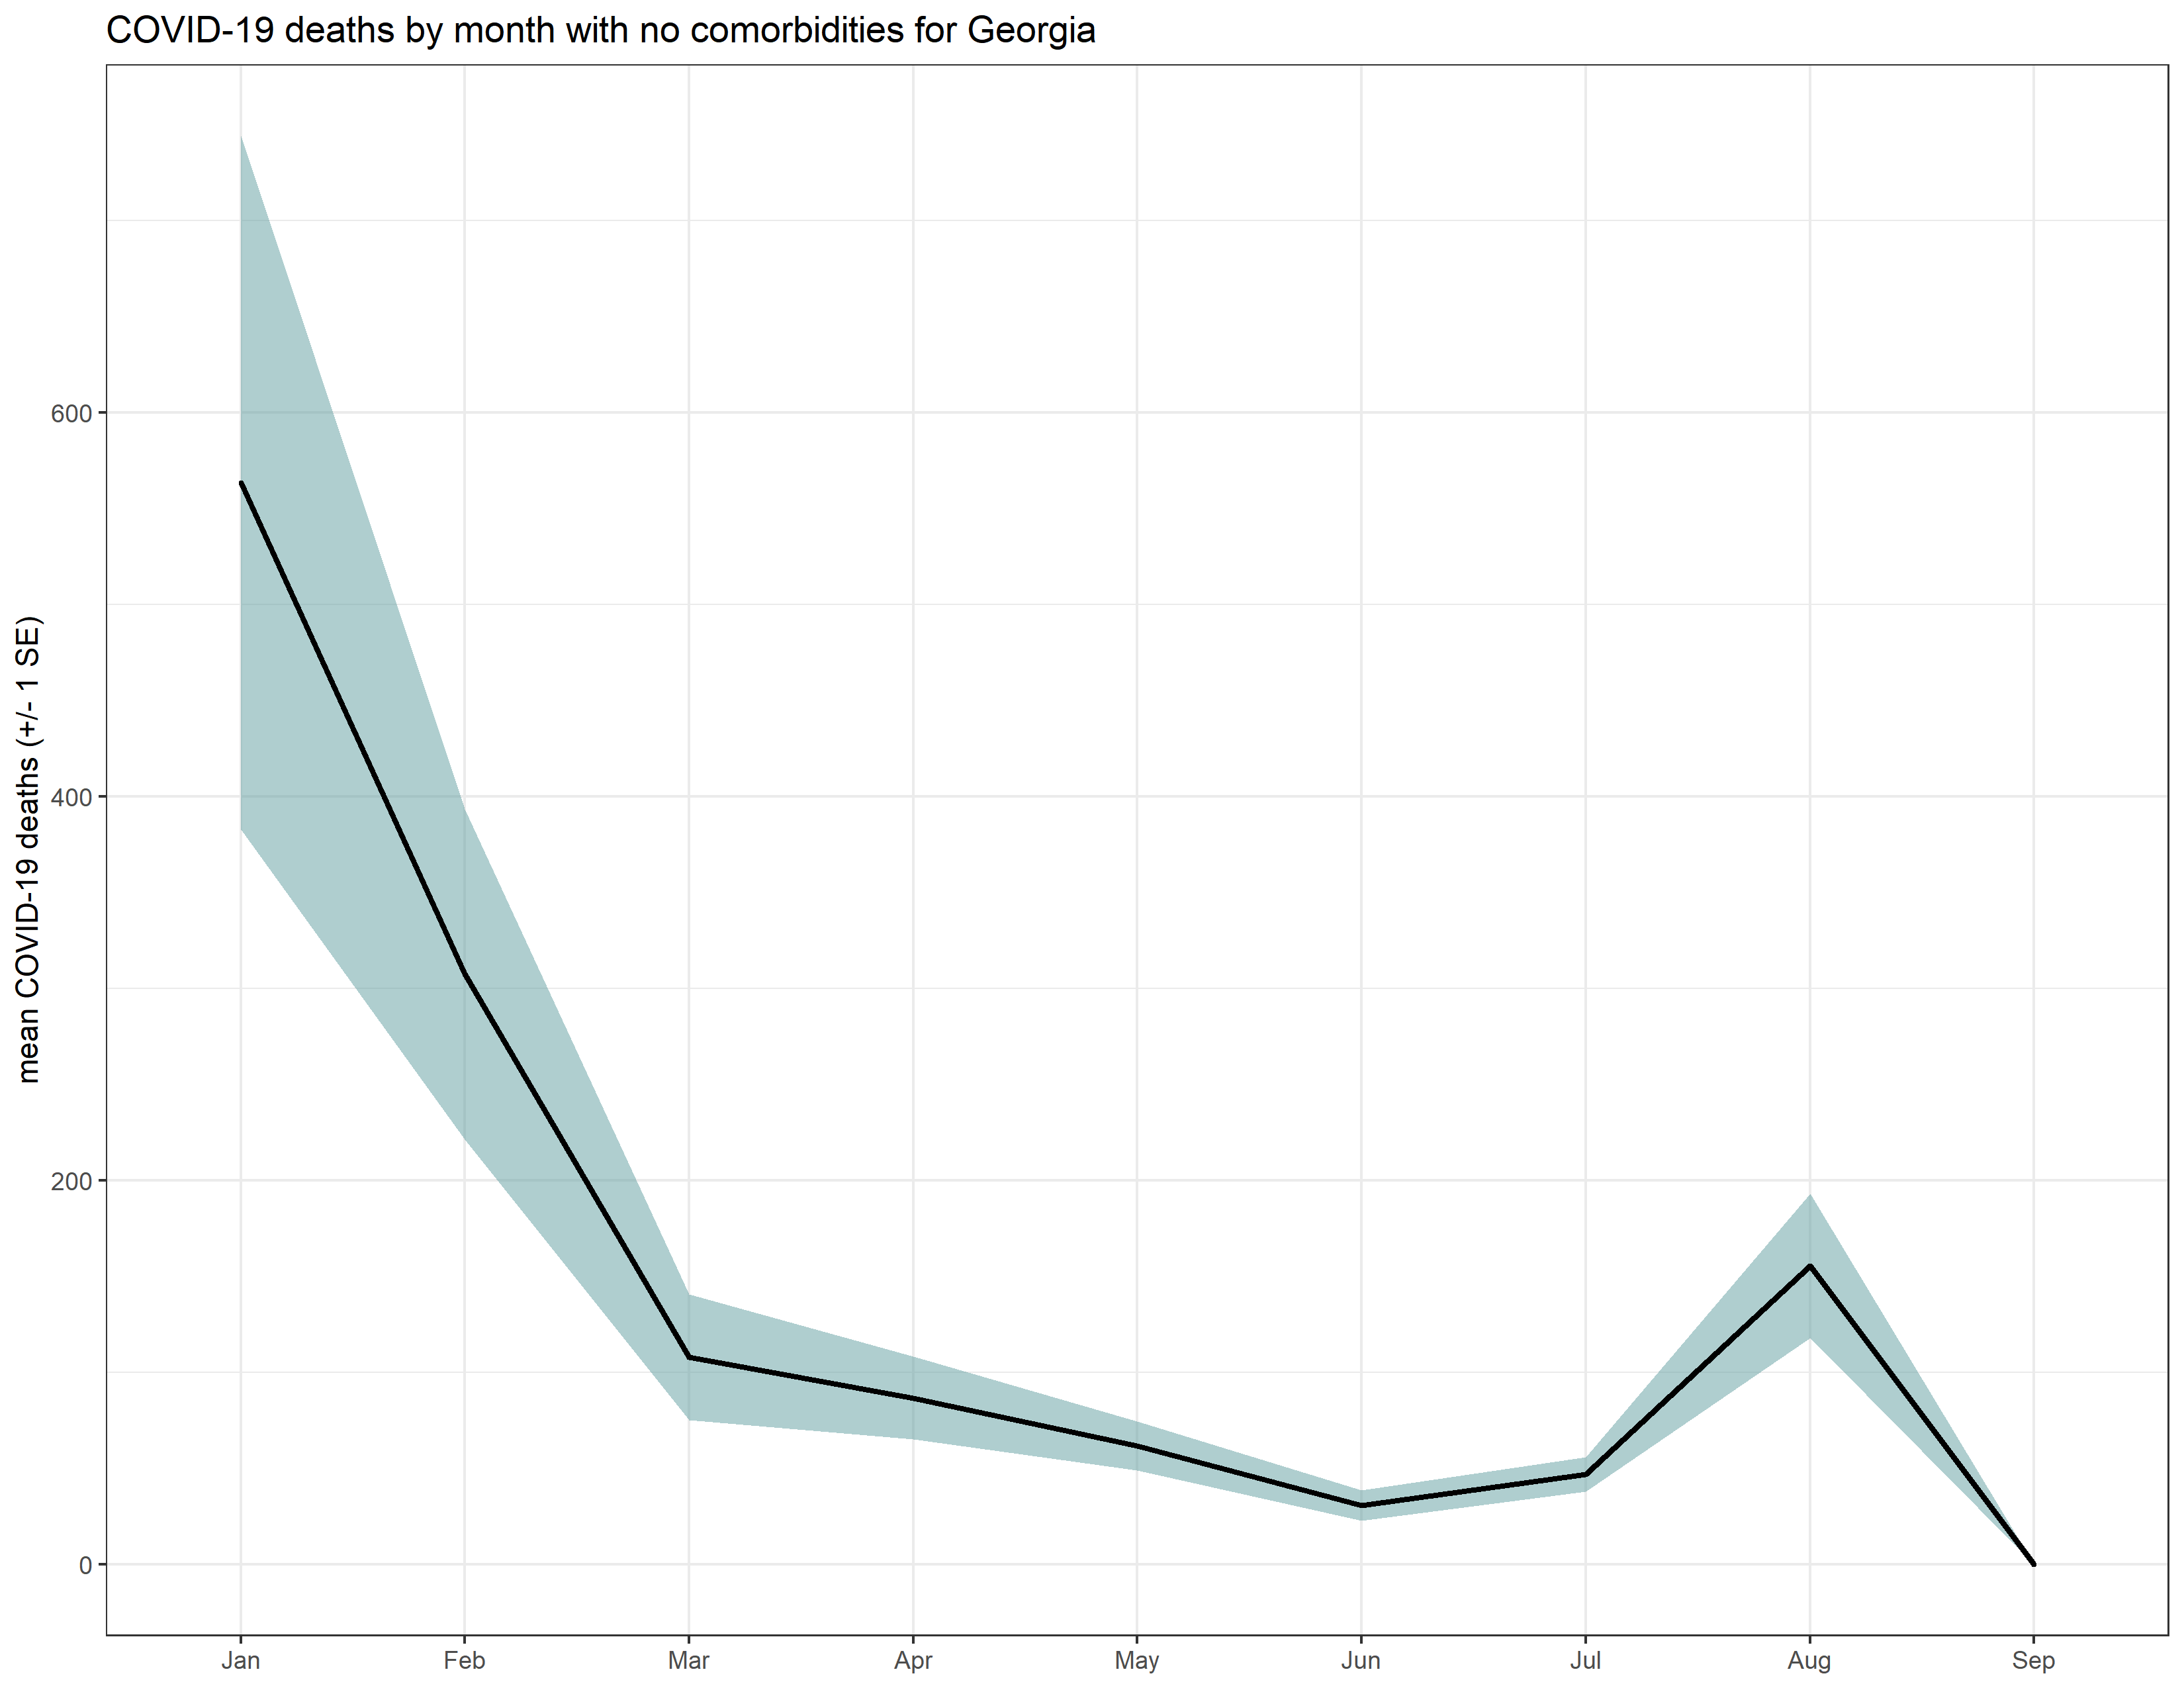 COVID-19 deaths by month with no comorbidities for Georgia
mean COVID-19 deaths (+/- 1 SE)
600
400
200
0
Jan Feb Mar Apr May Jun Jul Aug Sep